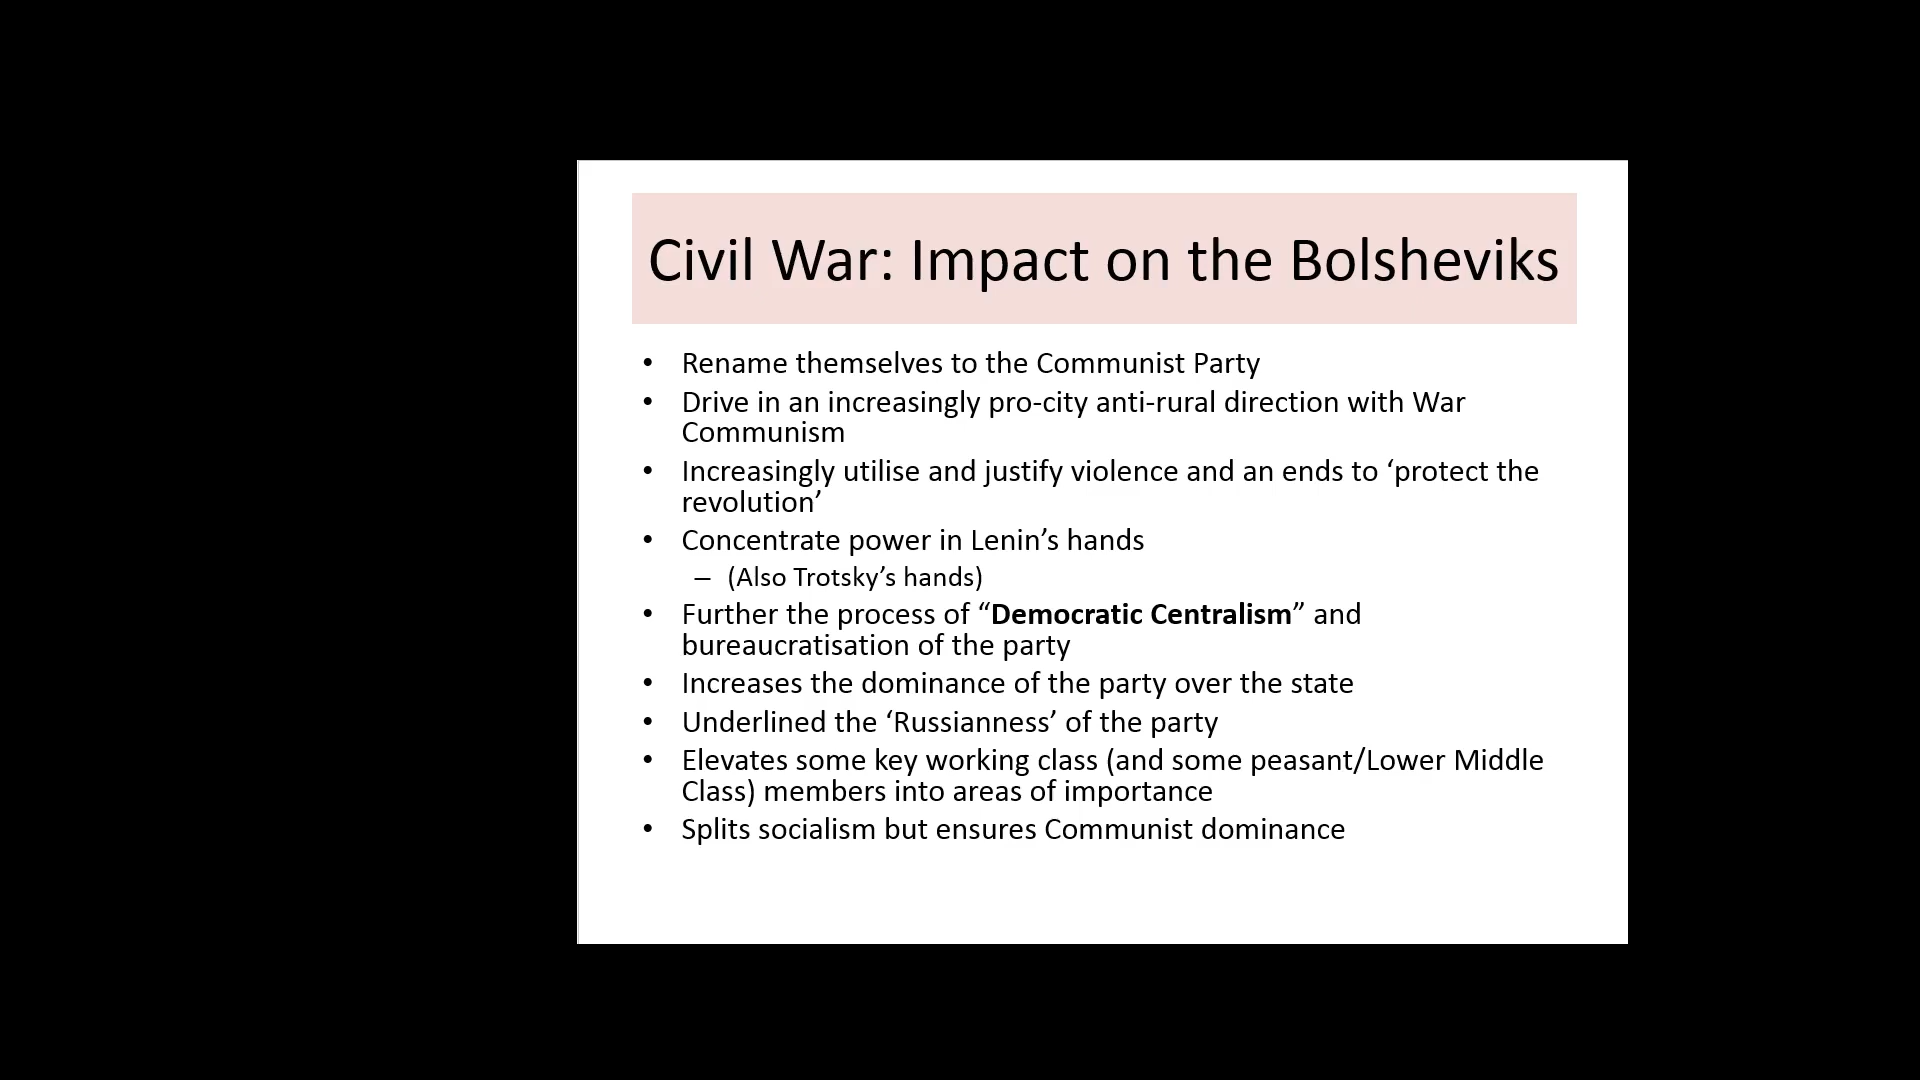 Civil War: Impact on the Bolsheviks
• Rename themselves to the Communist Party
• Drive in an increasingly pro-city anti-rural direction with War
Communism
• Increasingly utilise and justify violence and an ends to ‘protect the
revolution’
• Concentrate power in Lenin’s hands
– (Also Trotsky’s hands)
• Further the process of “Democratic Centralism” and
bureaucratisation of the party
• Increases the dominance of the party over the state
• Underlined the ‘Russianness’ of the party
• Elevates some key working class (and some peasant/Lower Middle
Class) members into areas of importance
• Splits socialism but ensures Communist dominance